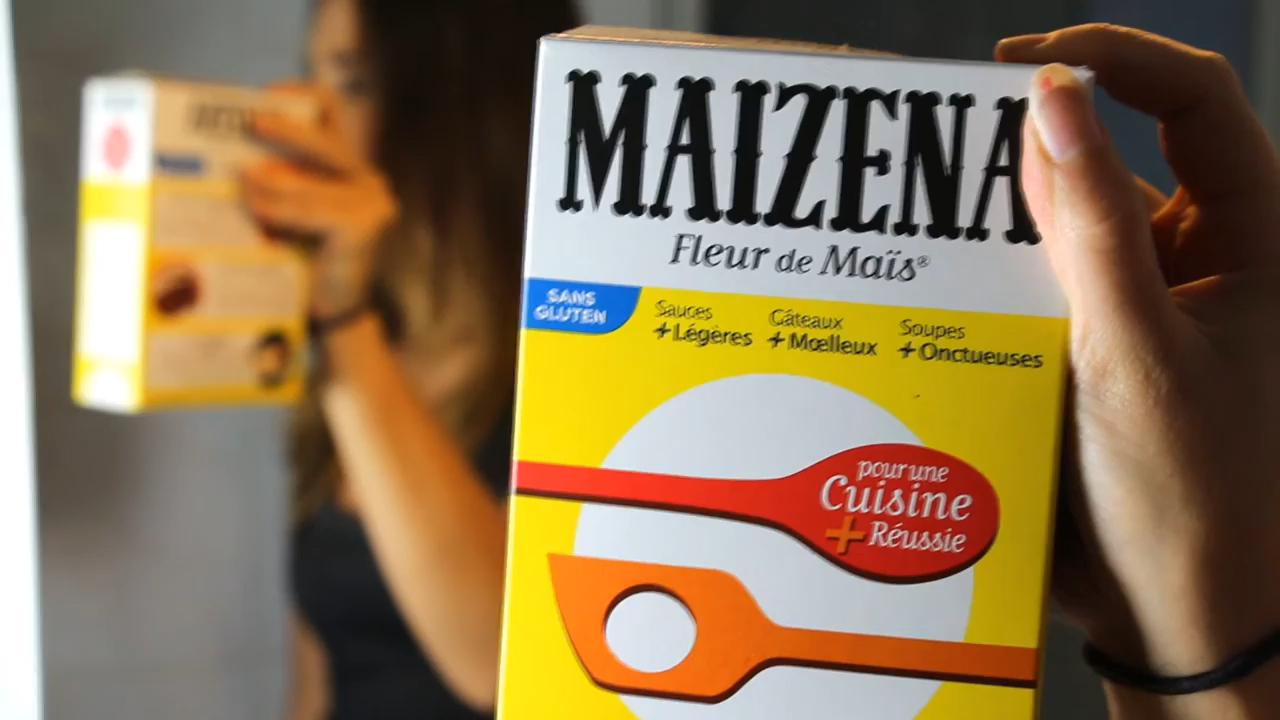 MAIZENA
Fleur de Maïs®
SANS
GLUTEN
Sauces
+Légères
Gâteaux
+Mœlleux
Soupes
+Onctueuses
pour une
Cuisine
+ Réussie